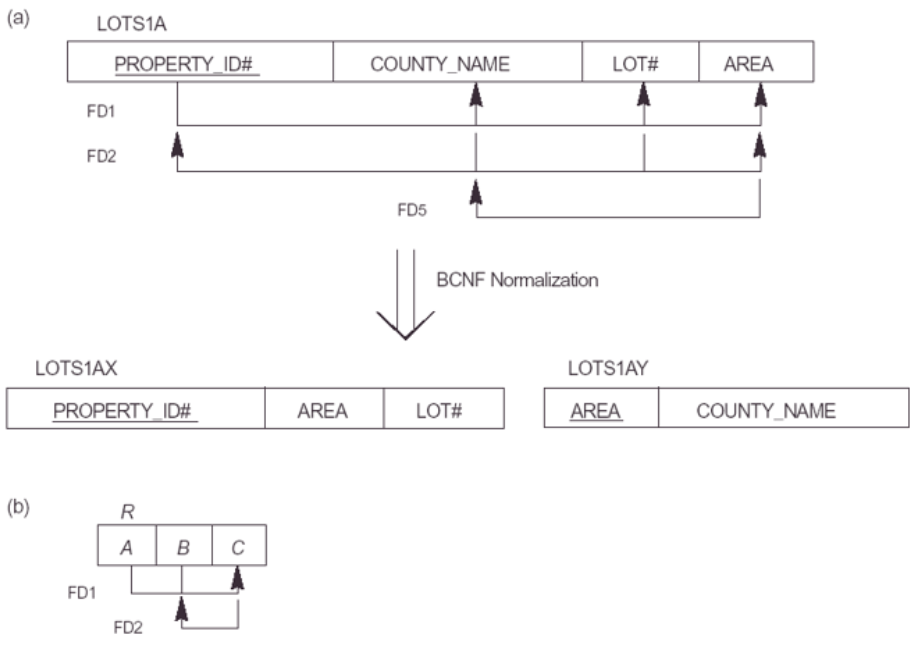 (a)
LOTS1A
PROPERTY_ID# COUNTY_NAME LOT# AREA
FD1
FD2
FD5
BCNF Normalization
LOTS1AX LOTS1AY
PROPERTY_ID# AREA LOT# AREA COUNTY_NAME
(b)
R
A B C
FD1
FD2